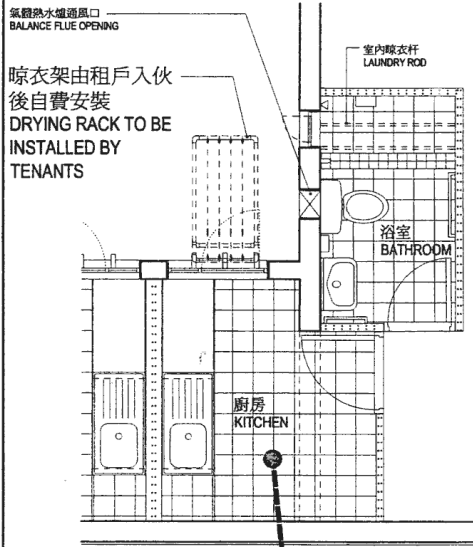 氣體熱水爐通風口
BALANCE FLUE OPENING
室內晾衣杆
LAUNDRY ROD
晾衣架由租戶入伙
後自費安裝
DRYING RACK TO BE
INSTALLED BY
TENANTS
浴室
BATHROOM
廚房
KITCHEN